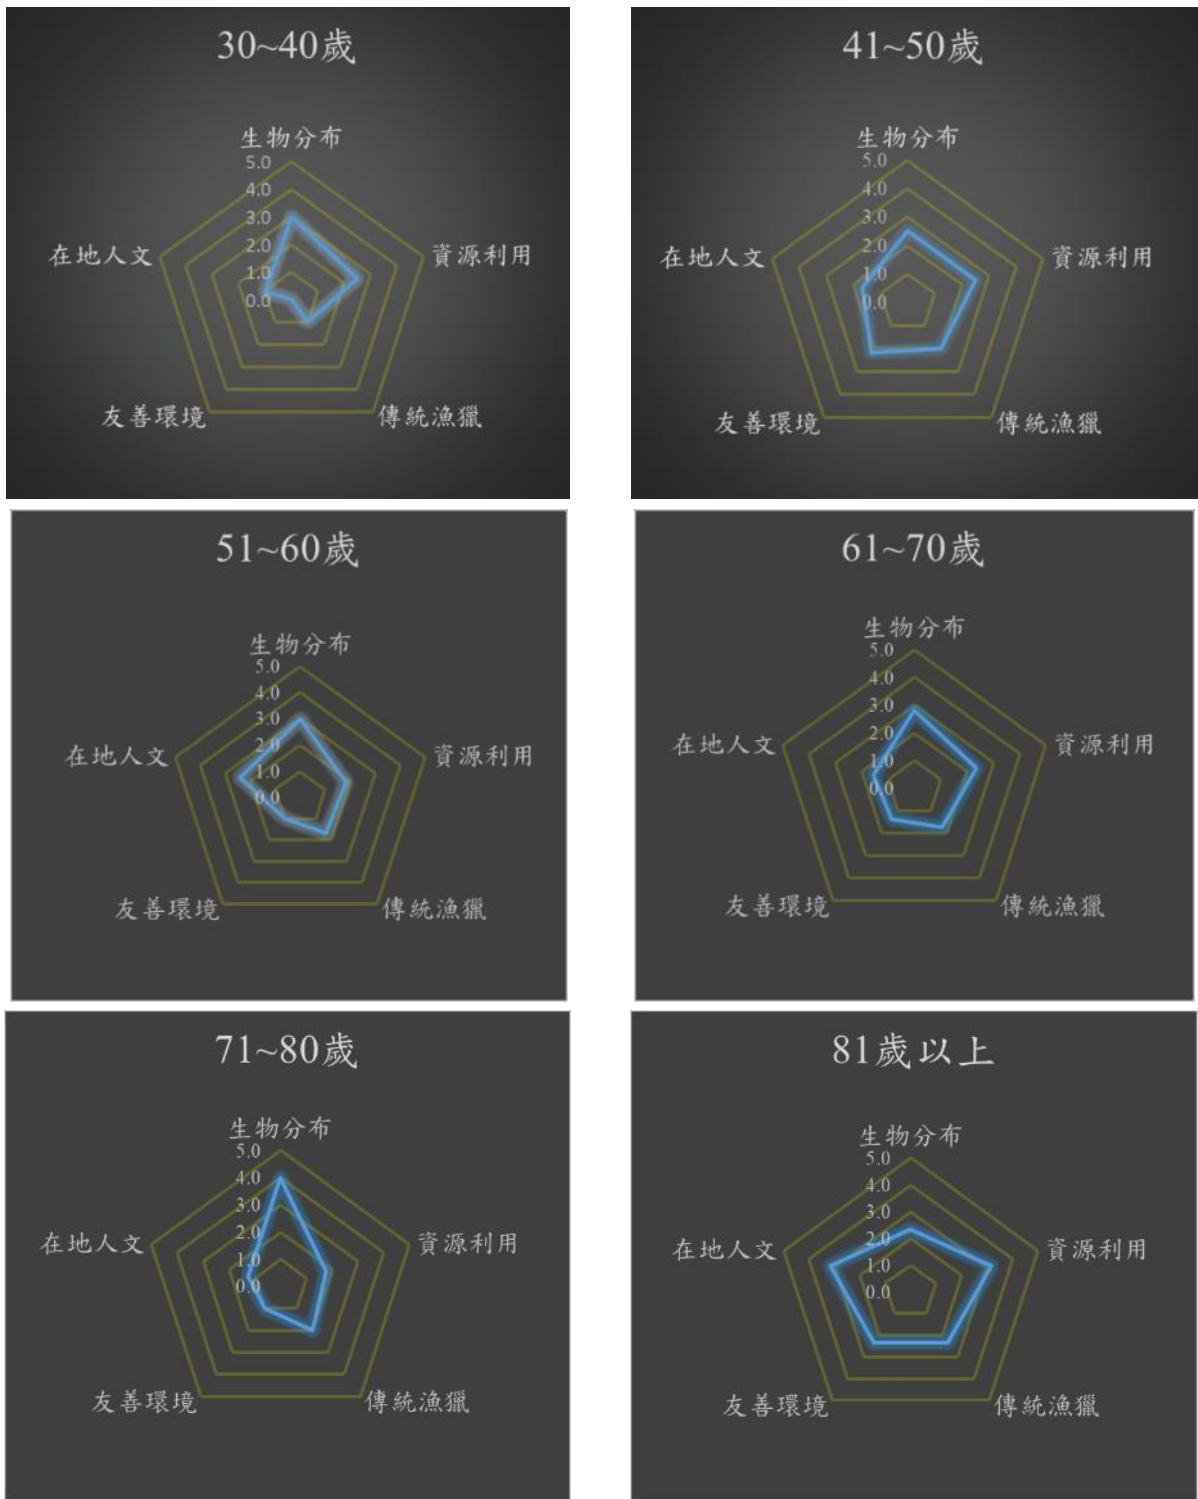 30~40歲
生物分布
5.0
4.0
3.0
2.0
1.0
0.0
資源利用
傳統漁獵
友善環境
在地人文
41~50歲
生物分布
5.0
4.0
3.0
2.0
1.0
0.0
資源利用
傳統漁獵
友善環境
在地人文
51~60歲
生物分布
5.0
4.0
3.0
2.0
1.0
0.0
資源利用
傳統漁獵
友善環境
在地人文
61~70歲
生物分布
5.0
4.0
3.0
2.0
1.0
0.0
資源利用
傳統漁獵
友善環境
在地人文
71~80歲
生物分布
5.0
4.0
3.0
2.0
1.0
0.0
資源利用
傳統漁獵
友善環境
在地人文
81歲以上
生物分布
5.0
4.0
3.0
2.0
1.0
0.0
資源利用
傳統漁獵
友善環境
在地人文